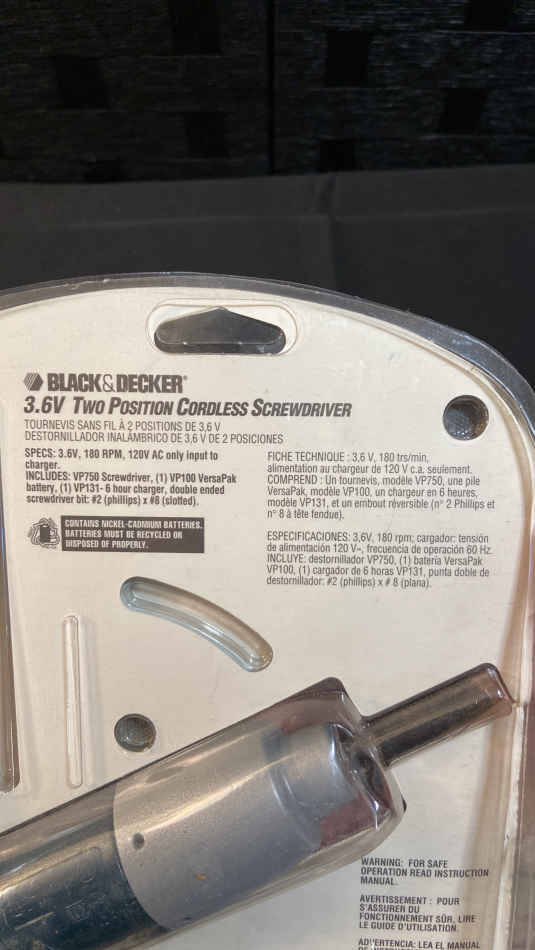 BLACK&DECKER®
3.6V TWO POSITION CORDLESS SCREWDRIVER
TOURNEVIS SANS FIL À 2 POSITIONS DE 3,6 V
DESTORNILLADOR INALÁMBRICO DE 3,6 V DE 2 POSICIONES
SPECS: 3.6V, 180 RPM, 120V AC only input to
charger.
INCLUDES: VP750 Screwdriver, (1) VP100 VersaPak
battery, (1) VP131- 6 hour charger, double ended
screwdriver bit: #2 (phillips) x #8 (slotted).
CONTAINS NICKEL-CADMIUM BATTERIES.
BATTERIES MUST BE RECYCLED OR
DISPOSED OF PROPERLY.
FICHE TECHNIQUE : 3,6 V, 180 trs/min,
alimentation au chargeur de 120 V c.a. seulement.
COMPREND : Un tournevis, modèle VP750, une pile
VersaPak, modèle VP100, un chargeur en 6 heures,
modèle VP131, et un embout réversible (n° 2 Phillips et
n° 8 à tête fendue).
ESPECIFICACIONES: 3,6V, 180 rpm; cargador: tensión
de alimentación 120 V~, frecuencia de operación 60 Hz.
INCLUYE: destornillador VP750, (1) batería VersaPak
VP100, (1) cargador de 6 horas VP131, punta doble de
destornillador: #2 (phillips) x # 8 (plana).
WARNING: FOR SAFE
OPERATION READ INSTRUCTION
MANUAL.
AVERTISSEMENT : POUR
S'ASSURER DU
FONCTIONNEMENT SÛR, LIRE
LE GUIDE D'UTILISATION.
ADVERTENCIA: LEA EL MANUAL